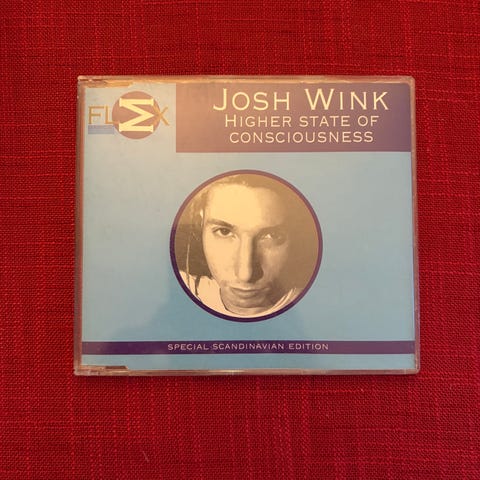 FLEX
JOSH WINK
HIGHER STATE OF
CONSCIOUSNESS
SPECIAL SCANDINAVIAN EDITION